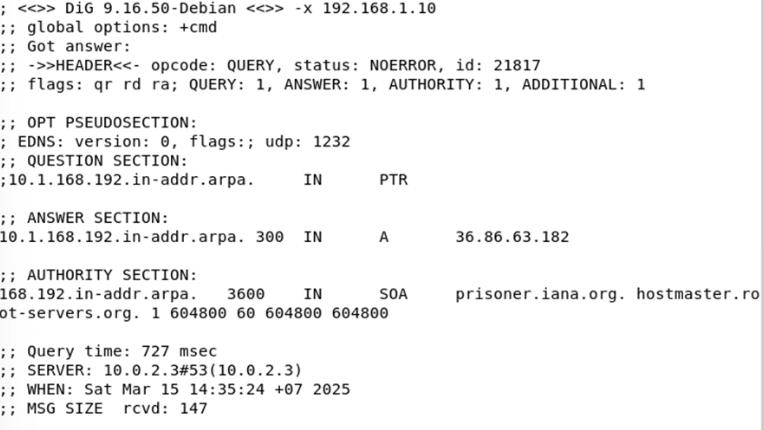 ; <<>> DiG 9.16.50-Debian <<>> -x 192.168.1.10
;; global options: +cmd
;; Got answer:
;; ->>HEADER<<- opcode: QUERY, status: NOERROR, id: 21817
;; flags: qr rd ra; QUERY: 1, ANSWER: 1, AUTHORITY: 1, ADDITIONAL: 1
;; OPT PSEUDOSECTION:
; EDNS: version: 0, flags:; udp: 1232
;; QUESTION SECTION:
;10.1.168.192.in-addr.arpa. IN PTR
;; ANSWER SECTION:
10.1.168.192.in-addr.arpa. 300 IN A 36.86.63.182
;; AUTHORITY SECTION:
168.192.in-addr.arpa. 3600 IN SOA prisoner.iana.org. hostmaster.ro
ot-servers.org. 1 604800 60 604800 604800
;; Query time: 727 msec
;; SERVER: 10.0.2.3#53(10.0.2.3)
;; WHEN: Sat Mar 15 14:35:24 +07 2025
;; MSG SIZE rcvd: 147